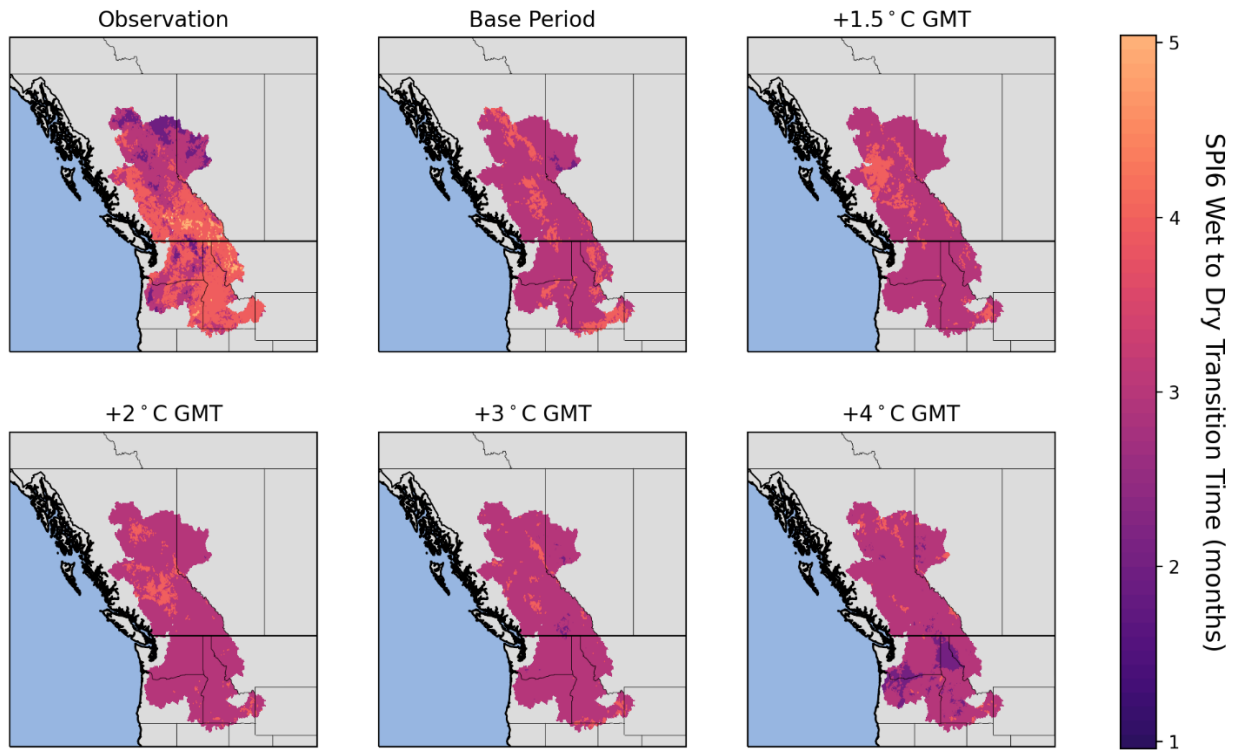 Observation
Base Period
+1.5°C GMT
+2°C GMT
+3°C GMT
+4°C GMT
5
4
3
2
1
SPI6 Wet to Dry Transition Time (months)